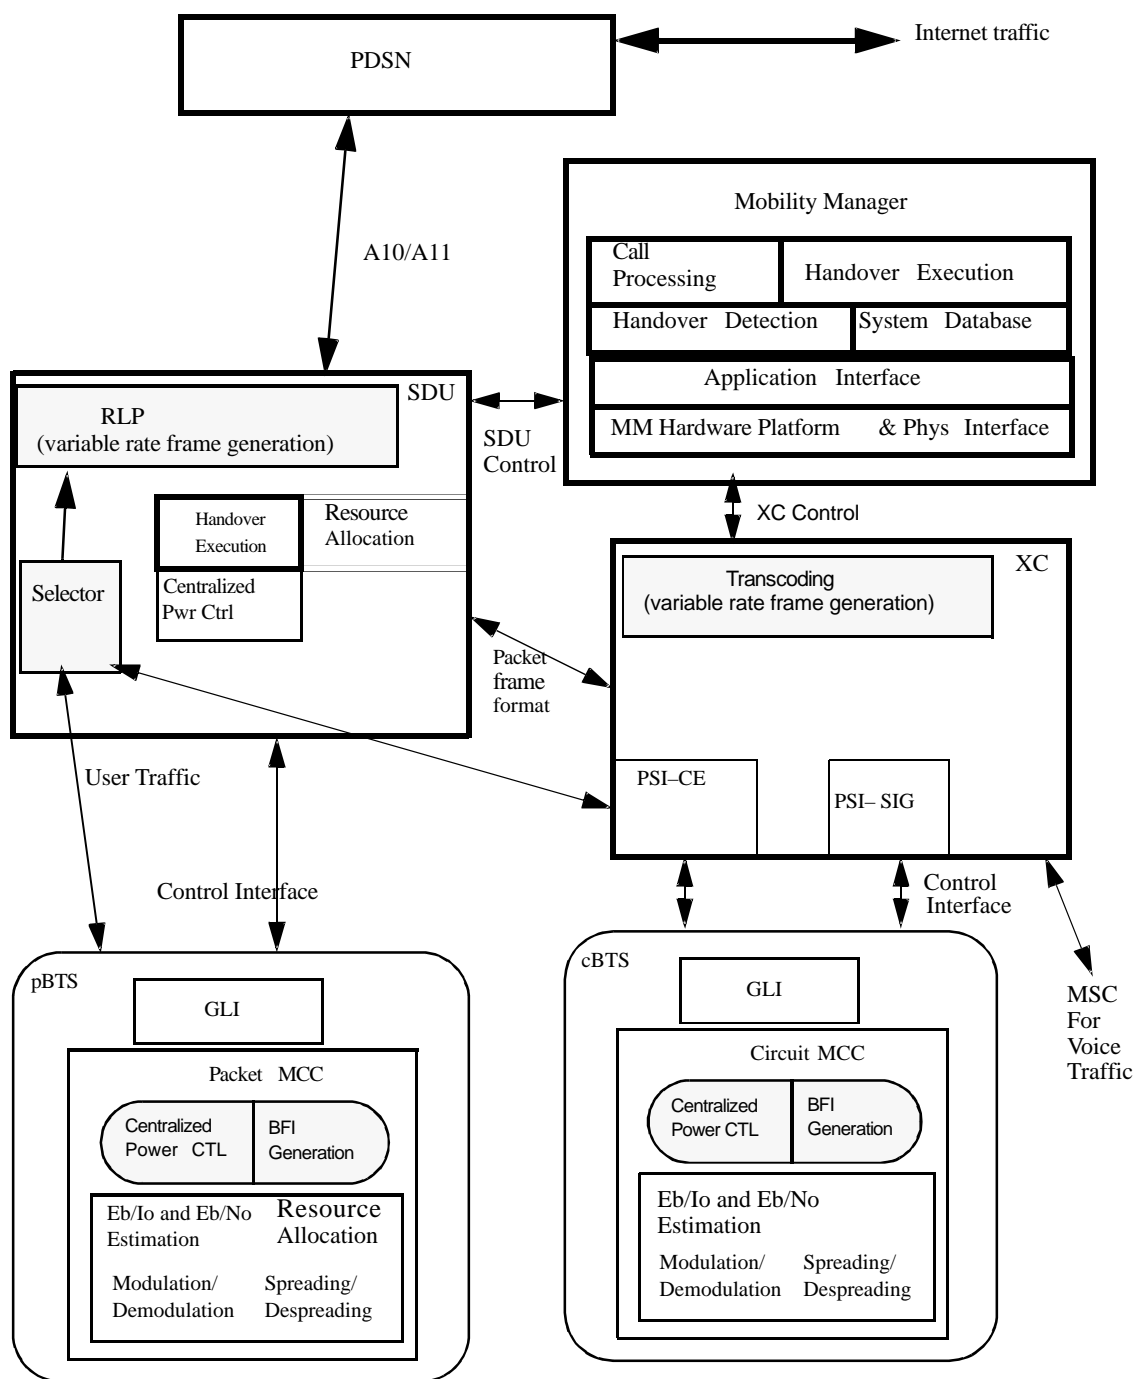 PDSN
Internet traffic
A10/A11
Mobility Manager
Call
Processing
Handover Execution
Handover Detection
System Database
Application Interface
MM Hardware Platform & Phys Interface
SDU
RLP
(variable rate frame generation)
SDU
Control
Handover
Execution
Resource
Allocation
Selector
Centralized
Pwr Ctrl
XC Control
XC
Transcoding
(variable rate frame generation)
Packet
frame
format
PSI–CE
PSI– SIG
User Traffic
Control Interface
Control
Interface
MSC
For
Voice
Traffic
pBTS
GLI
Packet MCC
Centralized
Power CTL
BFI
Generation
Eb/Io and Eb/No
Estimation
Resource
Allocation
Modulation/
Demodulation
Spreading/
Despreading
cBTS
GLI
Circuit MCC
Centralized
Power CTL
BFI
Generation
Eb/Io and Eb/No
Estimation
Modulation/
Demodulation
Spreading/
Despreading